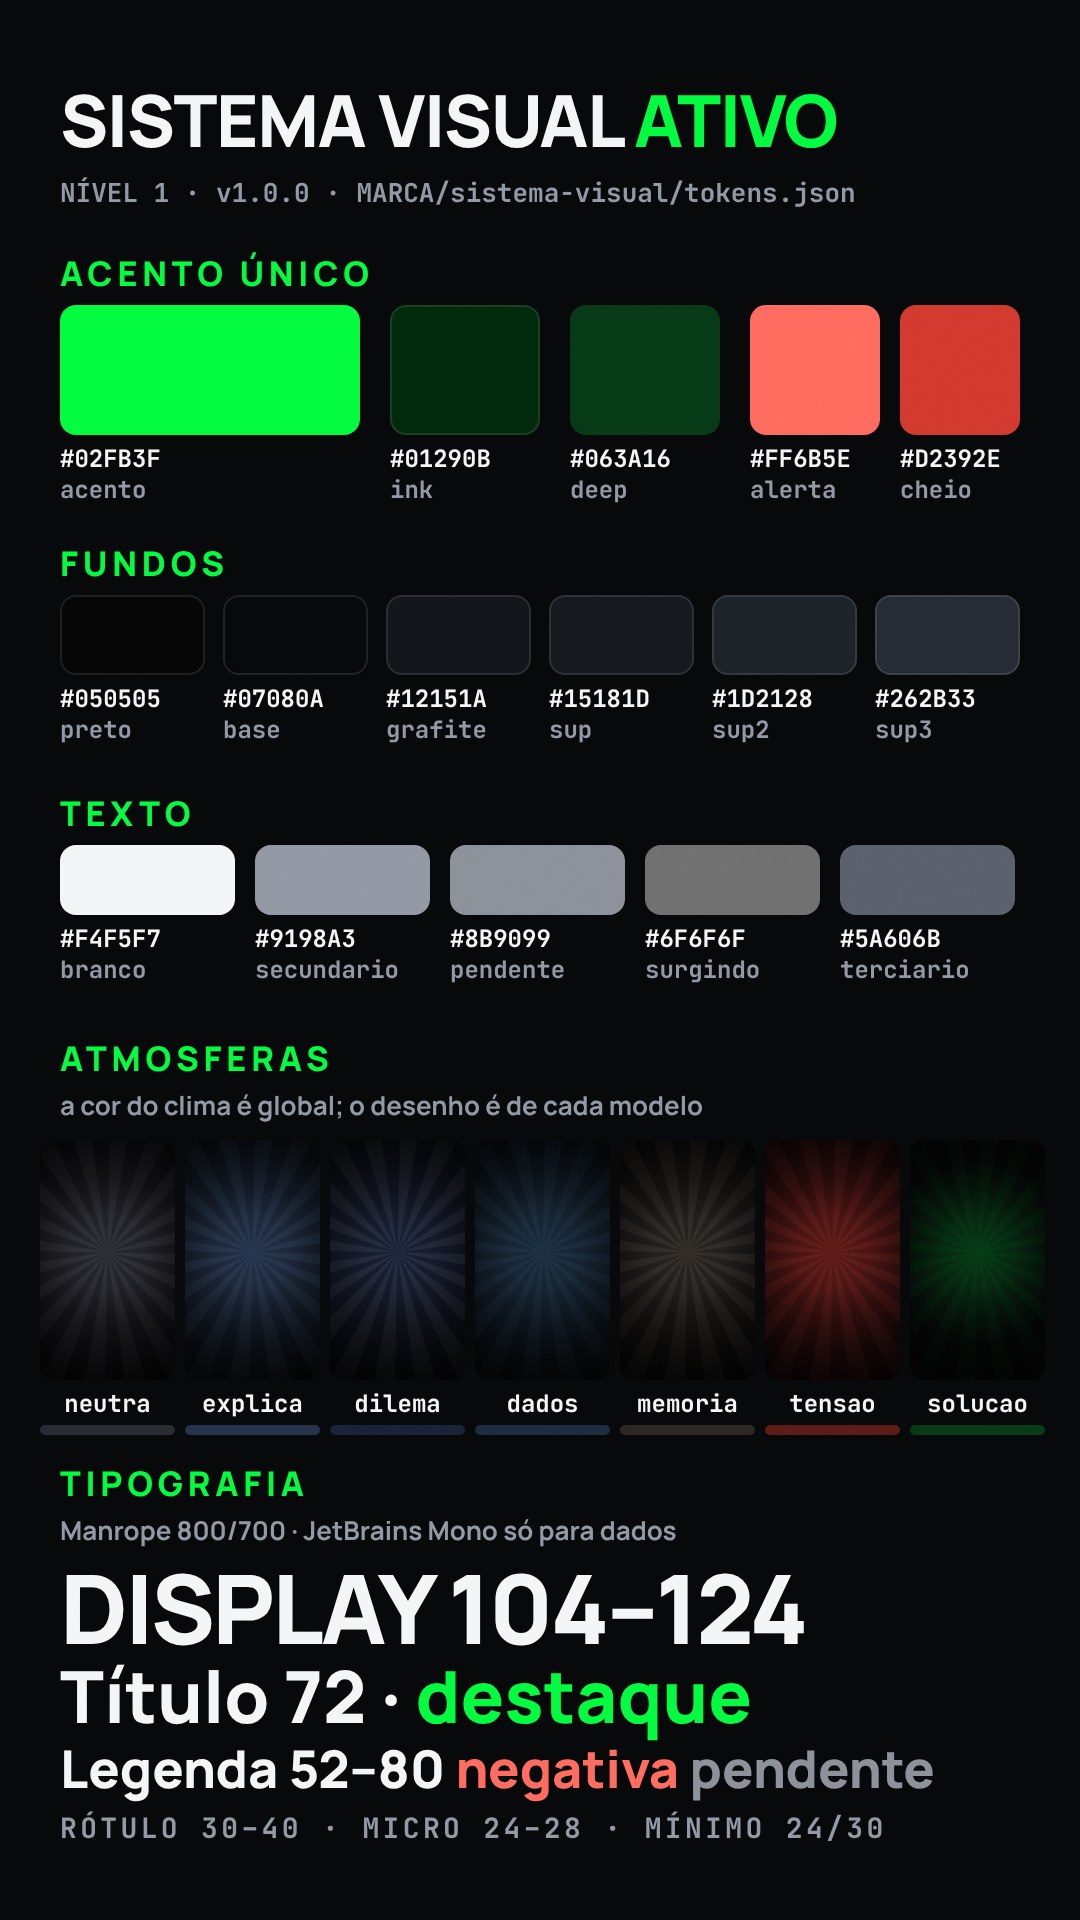 SISTEMA VISUAL ATIVO
NÍVEL 1 · v1.0.0 · MARCA/sistema-visual/tokens.json
ACENTO ÚNICO
#02FB3F #01290B #063A16 #FF6B5E #D2392E
acento ink deep alerta cheio
FUNDOS
#050505 #07080A #12151A #15181D #1D2128 #262B33
preto base grafite sup sup2 sup3
TEXTO
#F4F5F7 #9198A3 #8B9099 #6F6F6F #5A606B
branco secundario pendente surgindo terciario
ATMOSFERAS
a cor do clima é global; o desenho é de cada modelo
neutra explica dilema dados memoria tensao solucao
TIPOGRAFIA
Manrope 800/700 · JetBrains Mono só para dados
DISPLAY 104–124
Título 72 · destaque
Legenda 52–80 negativa pendente
RÓTULO 30–40 · MICRO 24–28 · MÍNIMO 24/30